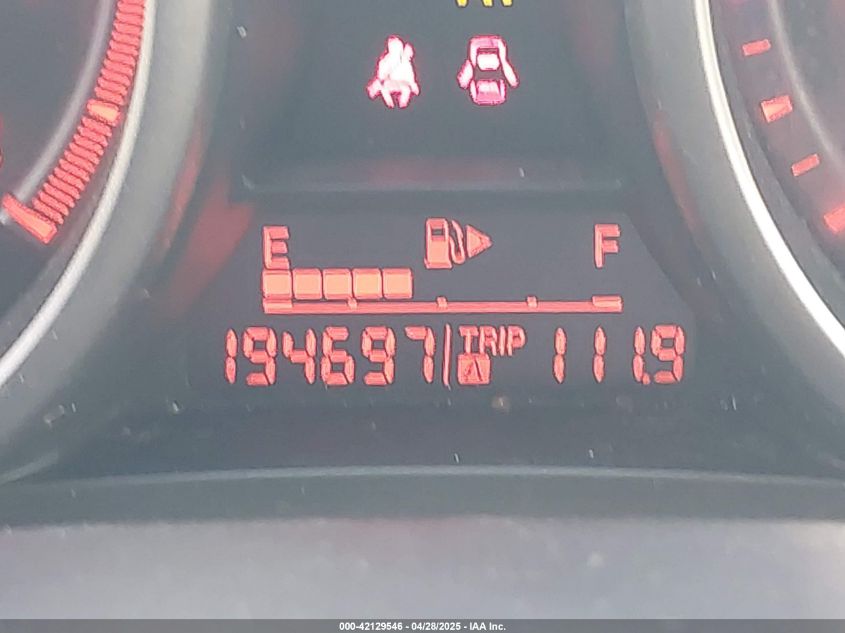 E F
194697 TRIP A 111.9
000-42129546 - 04/28/2025 - IAA Inc.